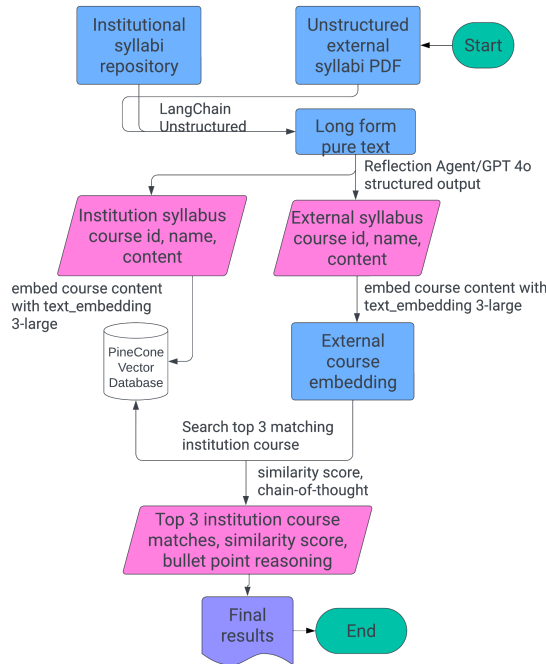 Institutional
syllabi
repository
Unstructured
external
syllabi PDF
Start
LangChain
Unstructured
Long form
pure text
Reflection Agent/GPT 4o
structured output
Institution syllabus
course id, name,
content
External syllabus
course id, name,
content
embed course content
with text_embedding
3-large
embed course content with
text_embedding 3-large
PineCone
Vector
Database
External
course
embedding
Search top 3 matching
institution course
similarity score,
chain-of-thought
Top 3 institution course
matches, similarity score,
bullet point reasoning
Final
results
End